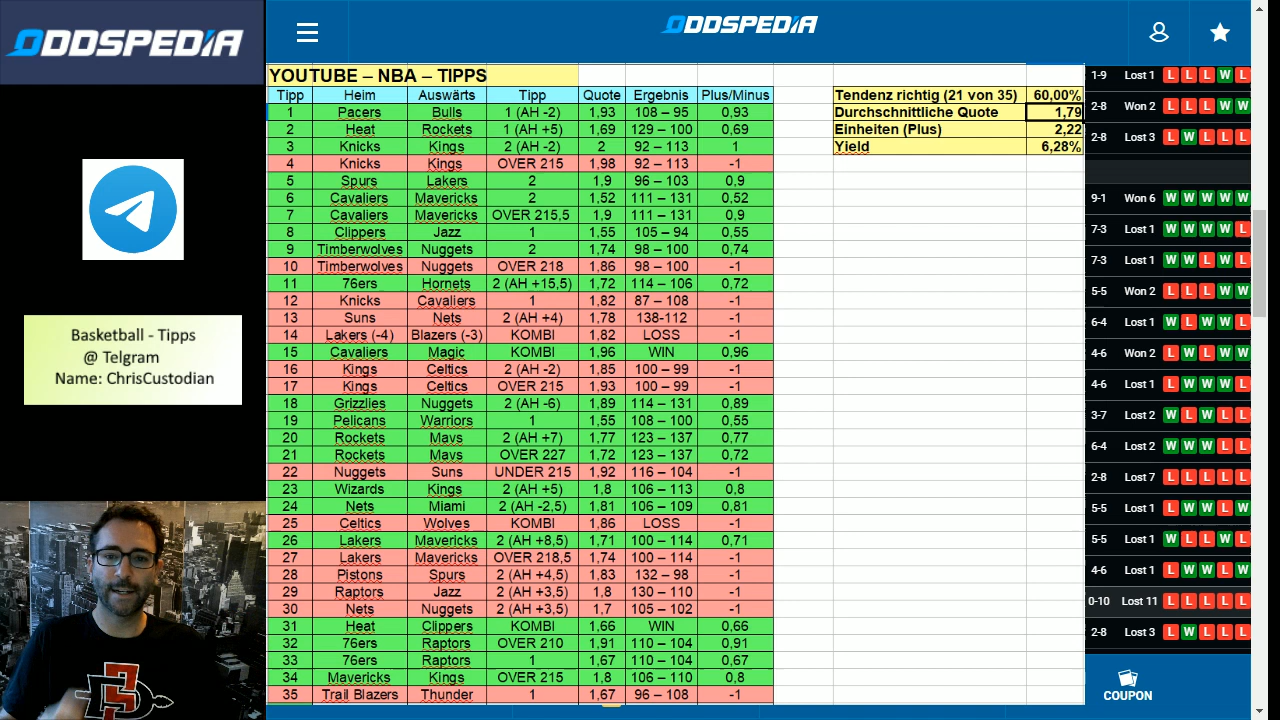 ODDSPEDIA
ODDSPEDIA
YOUTUBE – NBA – TIPPS
Tipp Heim Auswärts Tipp Quote Ergebnis Plus/Minus
1 Pacers Bulls 1 (AH -2) 1,93 108 – 95 0,93
2 Heat Rockets 1 (AH +5) 1,69 129 – 100 0,69
3 Knicks Kings 2 (AH -2) 2 92 – 113 1
4 Knicks Kings OVER 215 1,98 92 – 113 -1
5 Spurs Lakers 2 1,9 96 – 103 0,9
6 Cavaliers Mavericks 2 1,52 111 – 131 0,52
7 Cavaliers Mavericks OVER 215,5 1,9 111 – 131 0,9
8 Clippers Jazz 1 1,55 105 – 94 0,55
9 Timberwolves Nuggets 2 1,74 98 – 100 0,74
10 Timberwolves Nuggets OVER 218 1,86 98 – 100 -1
11 76ers Hornets 2 (AH +15,5) 1,72 114 – 106 0,72
12 Knicks Cavaliers 1 1,82 87 – 108 -1
13 Suns Nets 2 (AH +4) 1,78 138-112 -1
14 Lakers (-4) Blazers (-3) KOMBI 1,82 LOSS -1
15 Cavaliers Magic KOMBI 1,96 WIN 0,96
16 Kings Celtics 2 (AH -2) 1,85 100 – 99 -1
17 Kings Celtics OVER 215 1,93 100 – 99 -1
18 Grizzlies Nuggets 2 (AH -6) 1,89 114 – 131 0,89
19 Pelicans Warriors 1 1,55 108 – 100 0,55
20 Rockets Mavs 2 (AH +7) 1,77 123 – 137 0,77
21 Rockets Mavs OVER 227 1,72 123 – 137 0,72
22 Nuggets Suns UNDER 215 1,92 116 – 104 -1
23 Wizards Kings 2 (AH +5) 1,8 106 – 113 0,8
24 Nets Miami 2 (AH -2,5) 1,81 106 – 109 0,81
25 Celtics Wolves KOMBI 1,86 LOSS -1
26 Lakers Mavericks 2 (AH +8,5) 1,71 100 – 114 0,71
27 Lakers Mavericks OVER 218,5 1,74 100 – 114 -1
28 Pistons Spurs 2 (AH +4,5) 1,83 132 – 98 -1
29 Raptors Jazz 2 (AH +3,5) 1,8 130 – 110 -1
30 Nets Nuggets 2 (AH +3,5) 1,7 105 – 102 -1
31 Heat Clippers KOMBI 1,66 WIN 0,66
32 76ers Raptors OVER 210 1,91 110 – 104 0,91
33 76ers Raptors 1 1,67 110 – 104 0,67
34 Mavericks Kings OVER 215 1,8 106 – 110 0,8
35 Trail Blazers Thunder 1 1,67 96 – 108 -1
Tendenz richtig (21 von 35) 60,00%
Durchschnittliche Quote 1,79
Einheiten (Plus) 2,22
Yield 6,28%
1-9 Lost 1 L L L W L
2-8 Won 2 L L L W W
2-8 Lost 3 L W L L L
9-1 Won 6 W W W W W
7-3 Lost 1 W W W W L
7-3 Lost 1 W W L W L
5-5 Won 2 L L L W W
6-4 Lost 1 W L W W L
4-6 Won 2 L W L W W
4-6 Lost 1 L W W W L
3-7 Lost 2 W L W L L
6-4 Lost 2 W W W L L
2-8 Lost 7 L L L L L
5-5 Lost 1 L W W L W
5-5 Lost 1 W L L W L
4-6 Lost 1 L W W W L
0-10 Lost 11 L L L L L
2-8 Lost 3 L W L L L
COUPON
Basketball - Tipps
@ Telgram
Name: ChrisCustodian
SD